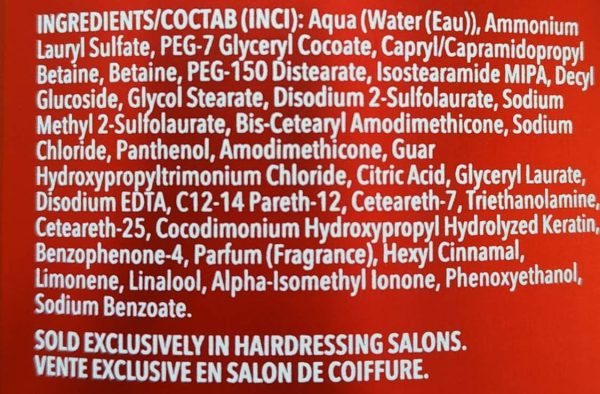 INGREDIENTS/COCTAB (INCI): Aqua (Water (Eau)), Ammonium
Lauryl Sulfate, PEG-7 Glyceryl Cocoate, Capryl/Capramidopropyl
Betaine, Betaine, PEG-150 Distearate, Isostearamide MIPA, Decyl
Glucoside, Glycol Stearate, Disodium 2-Sulfolaurate, Sodium
Methyl 2-Sulfolaurate, Bis-Cetearyl Amodimethicone, Sodium
Chloride, Panthenol, Amodimethicone, Guar
Hydroxypropyltrimonium Chloride, Citric Acid, Glyceryl Laurate,
Disodium EDTA, C12-14 Pareth-12, Ceteareth-7, Triethanolamine,
Ceteareth-25, Cocodimonium Hydroxypropyl Hydrolyzed Keratin,
Benzophenone-4, Parfum (Fragrance), Hexyl Cinnamal,
Limonene, Linalool, Alpha-Isomethyl Ionone, Phenoxyethanol,
Sodium Benzoate.
SOLD EXCLUSIVELY IN HAIRDRESSING SALONS.
VENTE EXCLUSIVE EN SALON DE COIFFURE.